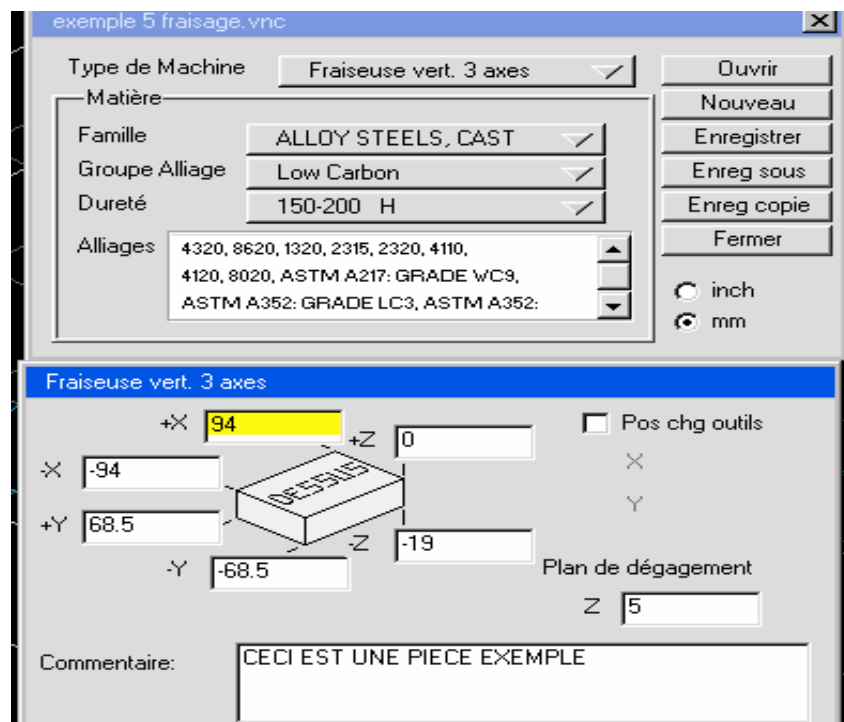 exemple 5 fraisage.vnc
Type de Machine Fraiseuse vert. 3 axes Ouvrir
Matière Nouveau
Famille ALLOY STEELS, CAST Enregistrer
Groupe Alliage Low Carbon Enreg sous
Dureté 150-200 H Enreg copie
Alliages 4320, 8620, 1320, 2315, 2320, 4110, Fermer
4120, 8020, ASTM A217: GRADE WC9,
ASTM A352: GRADE LC3, ASTM A352:
inch
mm
Fraiseuse vert. 3 axes
+X 94 +Z 0 Pos chg outils
-X -94 DESSUS X
+Y 68.5 Y
-Y -68.5 -Z -19 Plan de dégagement
Z 5
Commentaire: CECI EST UNE PIECE EXEMPLE